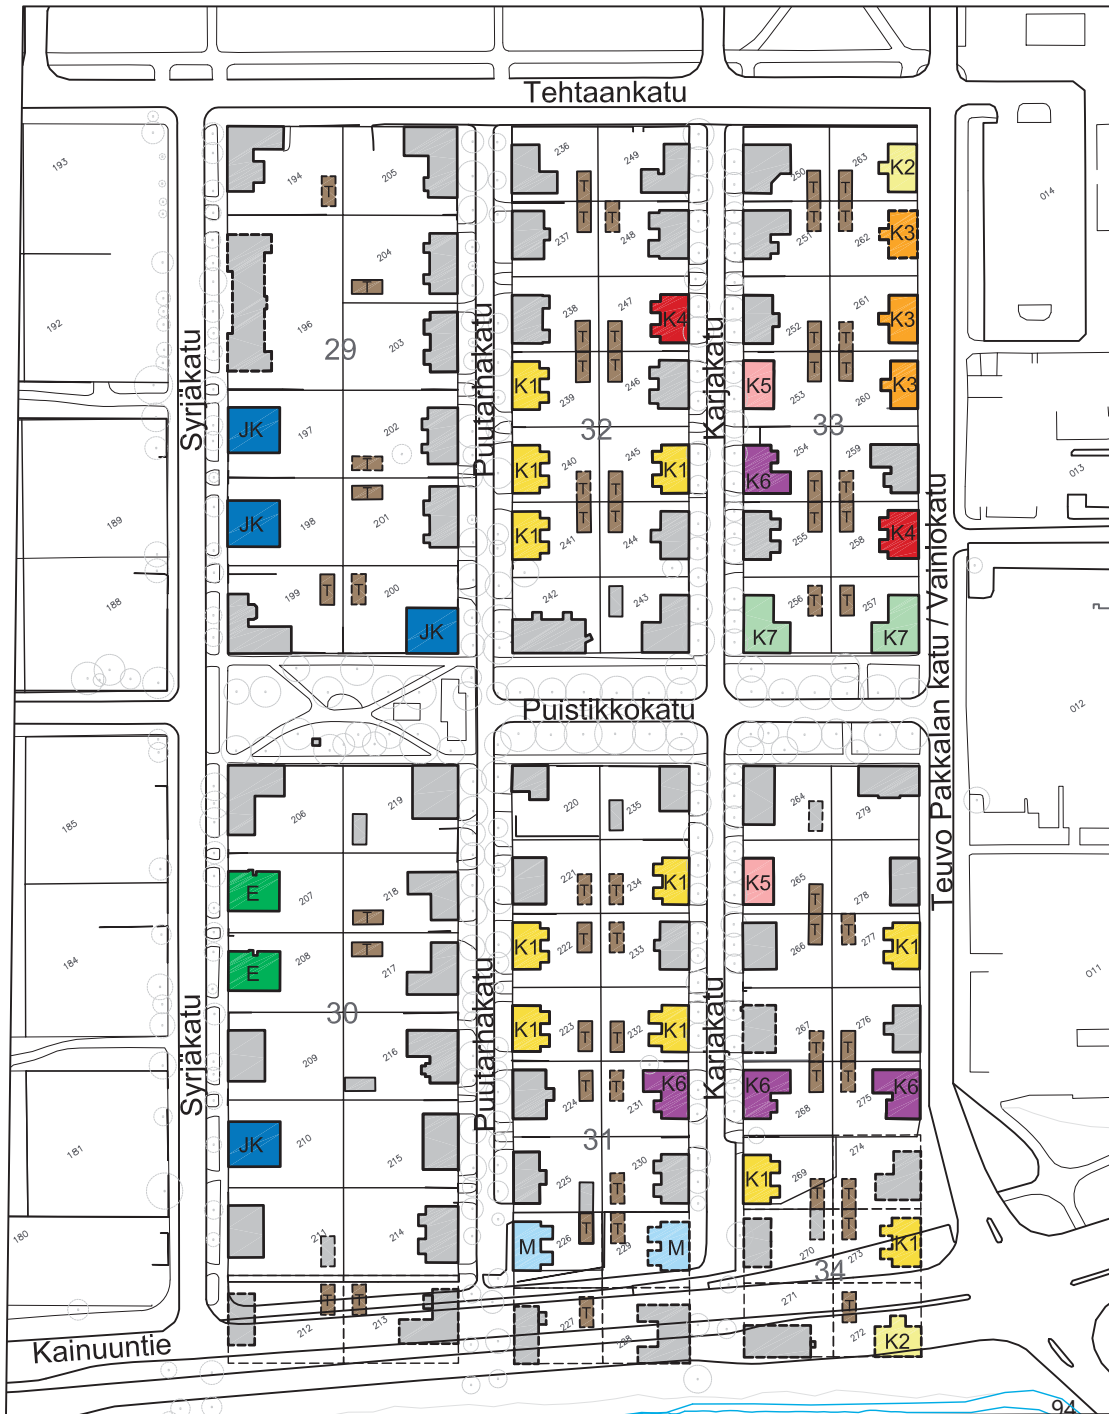 Tehtaankatu
193
194
205
236
249
250
263
K2
014
T
T
T
T
T
237
248
251
262
K3
T
T
T
T
204
192
T
196
29
203
238
247
K4
252
261
K3
T
T
T
T
Syrjäkatu
Puutarhakatu
Karjakatu
K1
239
246
K5
253
260
K3
T
T
T
T
32
33
JK
197
202
T
K1
240
245
K1
K6
254
259
013
T
T
T
T
189
JK
198
T
201
K1
241
244
255
258
K4
T
T
T
T
188
199
T
T
200
JK
242
243
K7
256
T
T
257
K7
Teuvo Pakkalan katu / Vainiokatu
012
Puistikkokatu
185
206
219
220
235
264
279
E
207
218
T
221
T
T
234
K1
K5
265
T
278
184
E
208
T
217
K1
222
T
T
233
266
T
T
277
K1
011
30
Syrjäkatu
Puutarhakatu
Karjakatu
209
216
K1
223
T
T
232
K1
267
T
T
276
224
T
T
231
K6
K6
268
T
T
275
K6
181
JK
210
215
31
225
T
230
K1
269
T
T
274
180
211
214
M
226
T
T
229
M
270
T
273
K1
34
212
T
T
213
227
T
228
271
T
272
K2
Kainuuntie
94